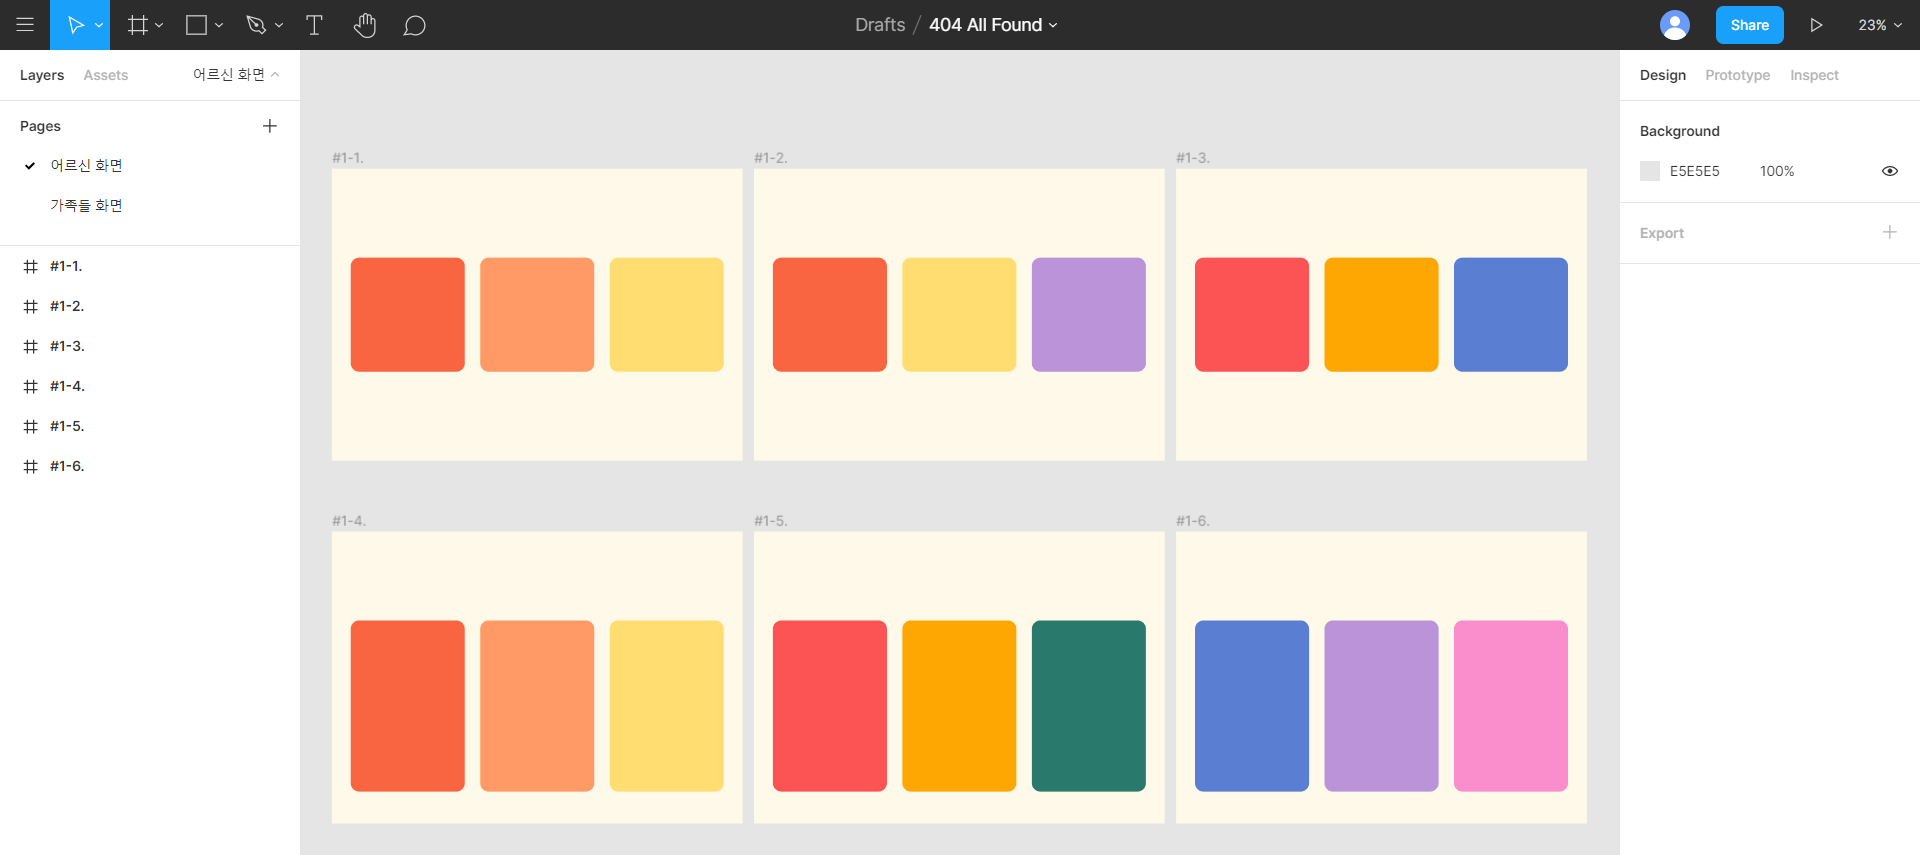 Drafts / 404 All Found
Share
23%
Layers Assets 어르신 화면
Pages
어르신 화면
가족들 화면
#1-1.
#1-2.
#1-3.
#1-4.
#1-5.
#1-6.
#1-1. #1-2. #1-3.
#1-4. #1-5. #1-6.
Design Prototype Inspect
Background
E5E5E5 100%
Export